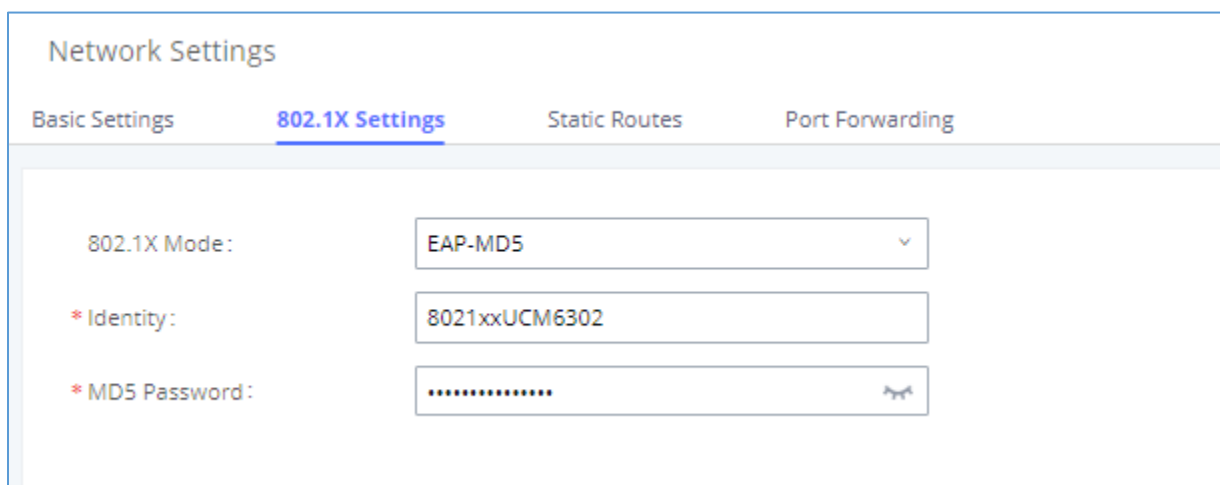 Network Settings
Basic Settings 802.1X Settings Static Routes Port Forwarding
802.1X Mode: EAP-MD5
* Identity: 8021xxUCM6302
* MD5 Password: •••••••••••••••